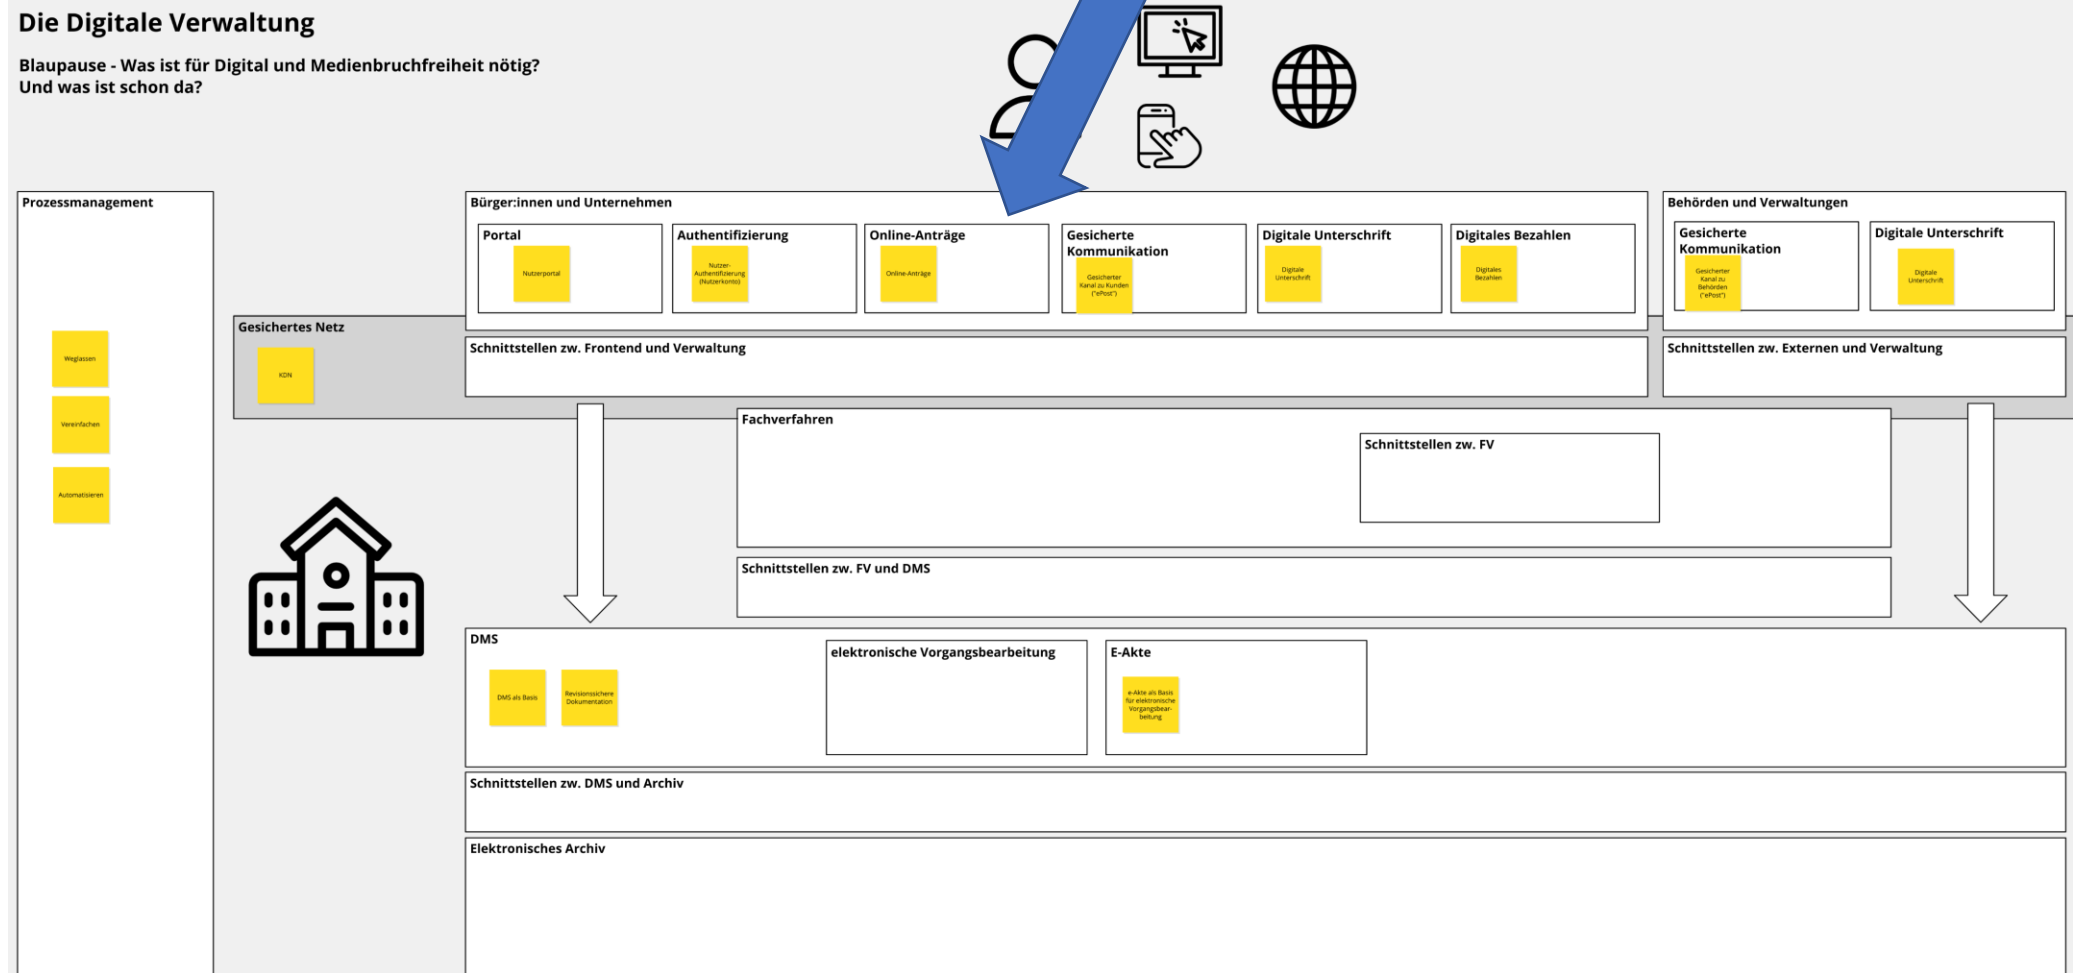 Die Digitale Verwaltung
Blaupause - Was ist für Digital und Medienbruchfreiheit nötig?
Und was ist schon da?
Prozessmanagement
Weglassen
Vereinfachen
Automatisieren
Gesichertes Netz
KDN
Bürger:innen und Unternehmen
Portal
Nutzerportal
Authentifizierung
Nutzer-
Authentifizierung
(Nutzerkonto)
Online-Anträge
Online-Anträge
Gesicherte
Kommunikation
Gesicherter
Kanal zu Kunden
("ePost")
Digitale Unterschrift
Digitale
Unterschrift
Digitales Bezahlen
Digitales
Bezahlen
Behörden und Verwaltungen
Gesicherte
Kommunikation
Gesicherter
Kanal zu
Behörden
("ePost")
Digitale Unterschrift
Digitale
Unterschrift
Schnittstellen zw. Frontend und Verwaltung
Schnittstellen zw. Externen und Verwaltung
Fachverfahren
Schnittstellen zw. FV
Schnittstellen zw. FV und DMS
DMS
DMS als Basis
Revisionssichere
Dokumentation
elektronische Vorgangsbearbeitung
E-Akte
e-Akte als Basis
für elektronische
Vorgangsbear-
beitung
Schnittstellen zw. DMS und Archiv
Elektronisches Archiv